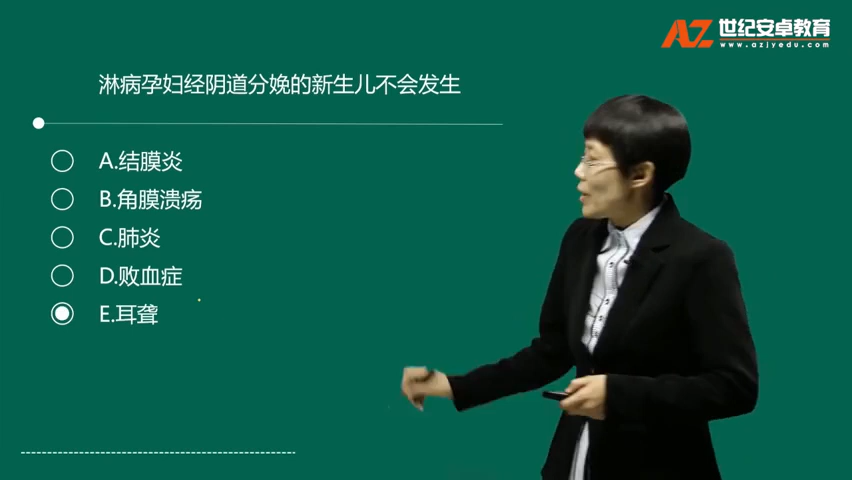 AZ 世纪安卓教育
www.azjyedu.com
淋病孕妇经阴道分娩的新生儿不会发生
A.结膜炎
B.角膜溃疡
C.肺炎
D.败血症
E.耳聋